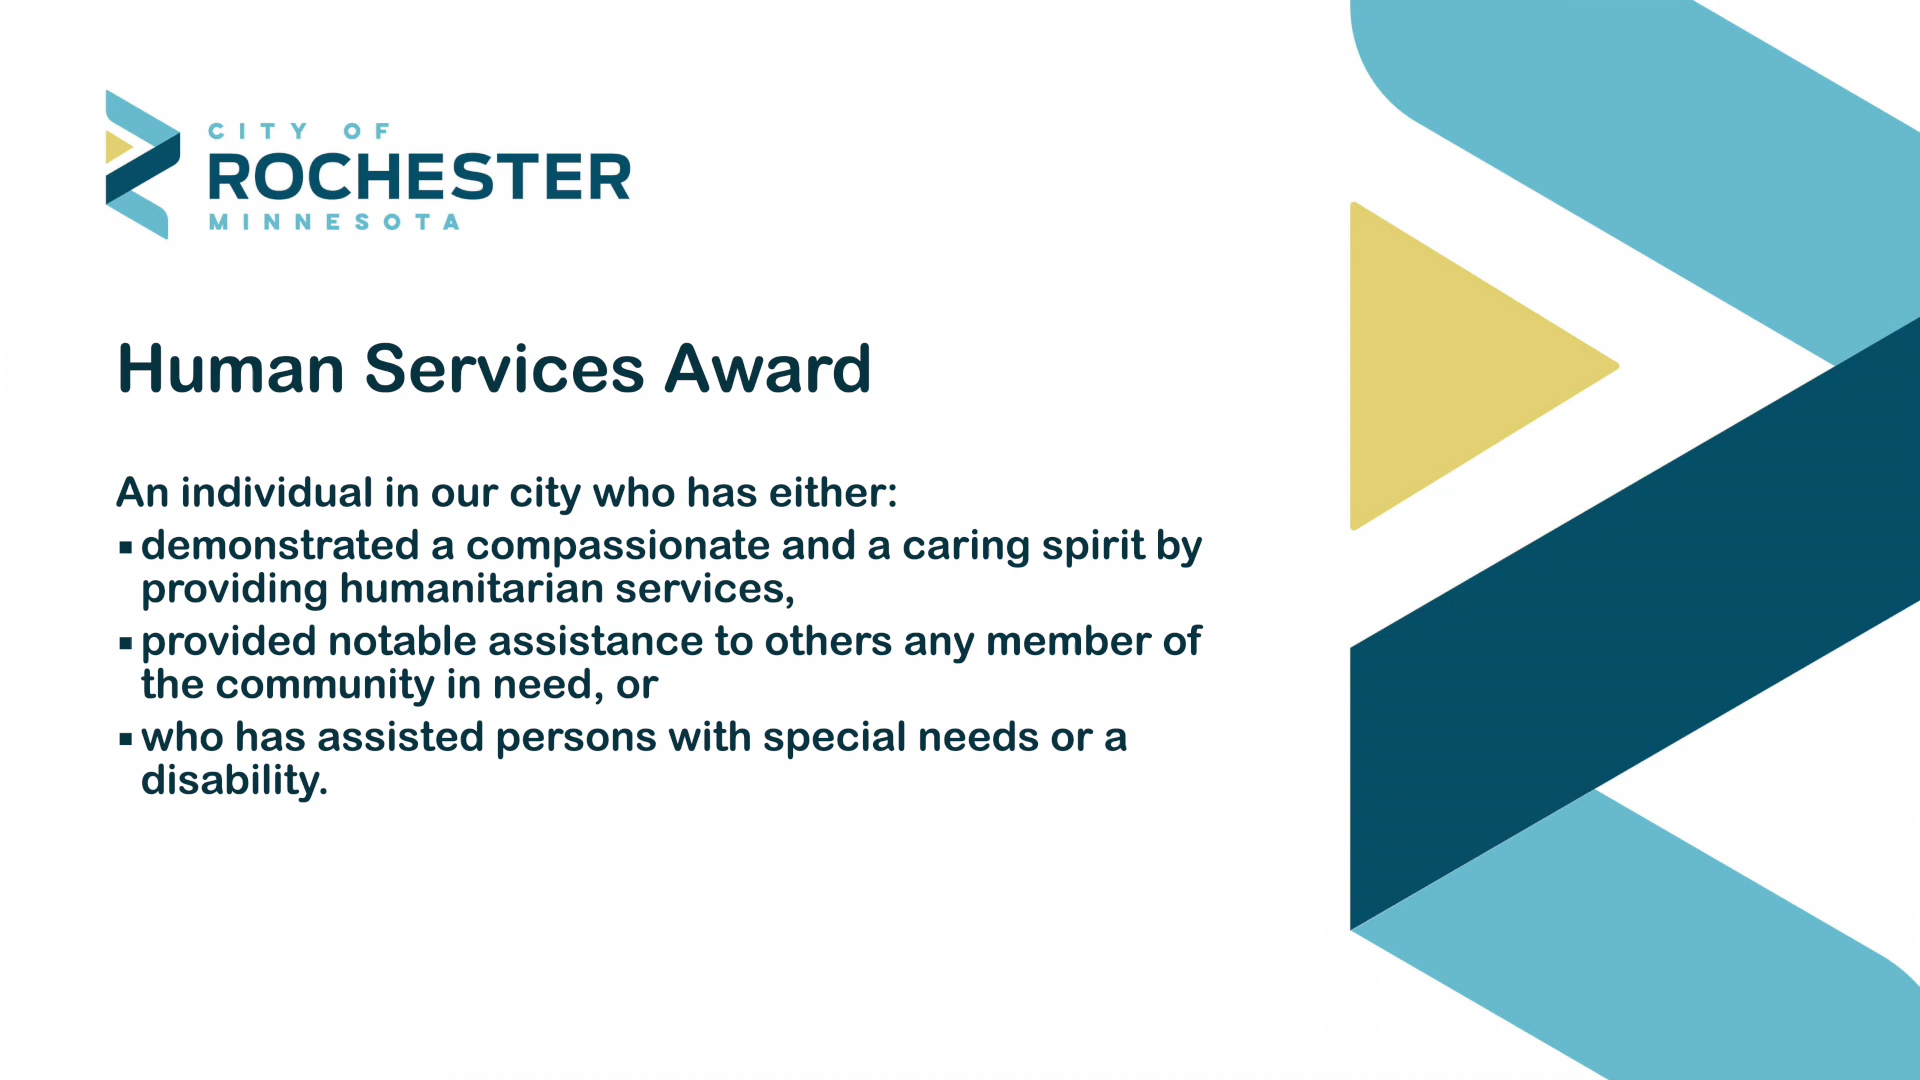 CITY OF
ROCHESTER
MINNESOTA
Human Services Award
An individual in our city who has either:
▪ demonstrated a compassionate and a caring spirit by
providing humanitarian services,
▪ provided notable assistance to others any member of
the community in need, or
▪ who has assisted persons with special needs or a
disability.